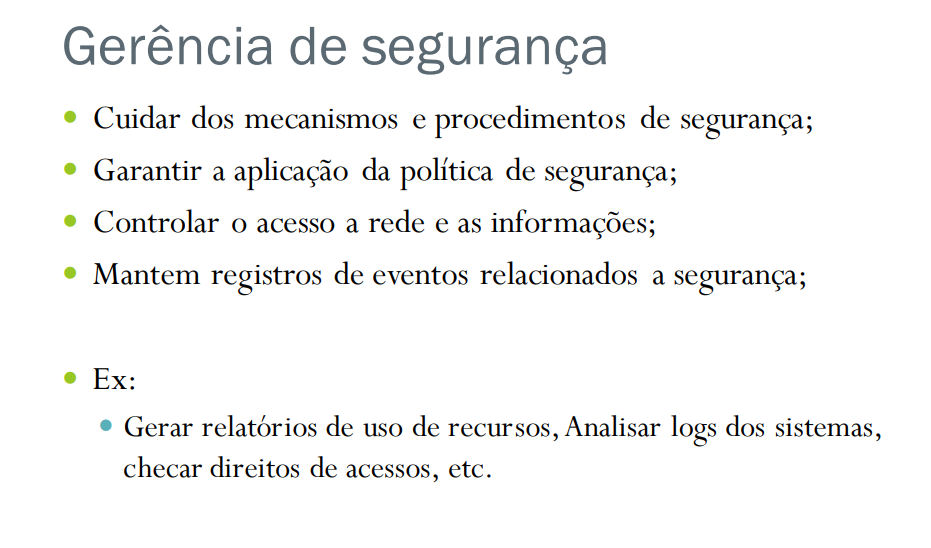 Gerência de segurança
Cuidar dos mecanismos e procedimentos de segurança;
Garantir a aplicação da política de segurança;
Controlar o acesso a rede e as informações;
Mantem registros de eventos relacionados a segurança;
Ex:
Gerar relatórios de uso de recursos, Analisar logs dos sistemas,
checar direitos de acessos, etc.